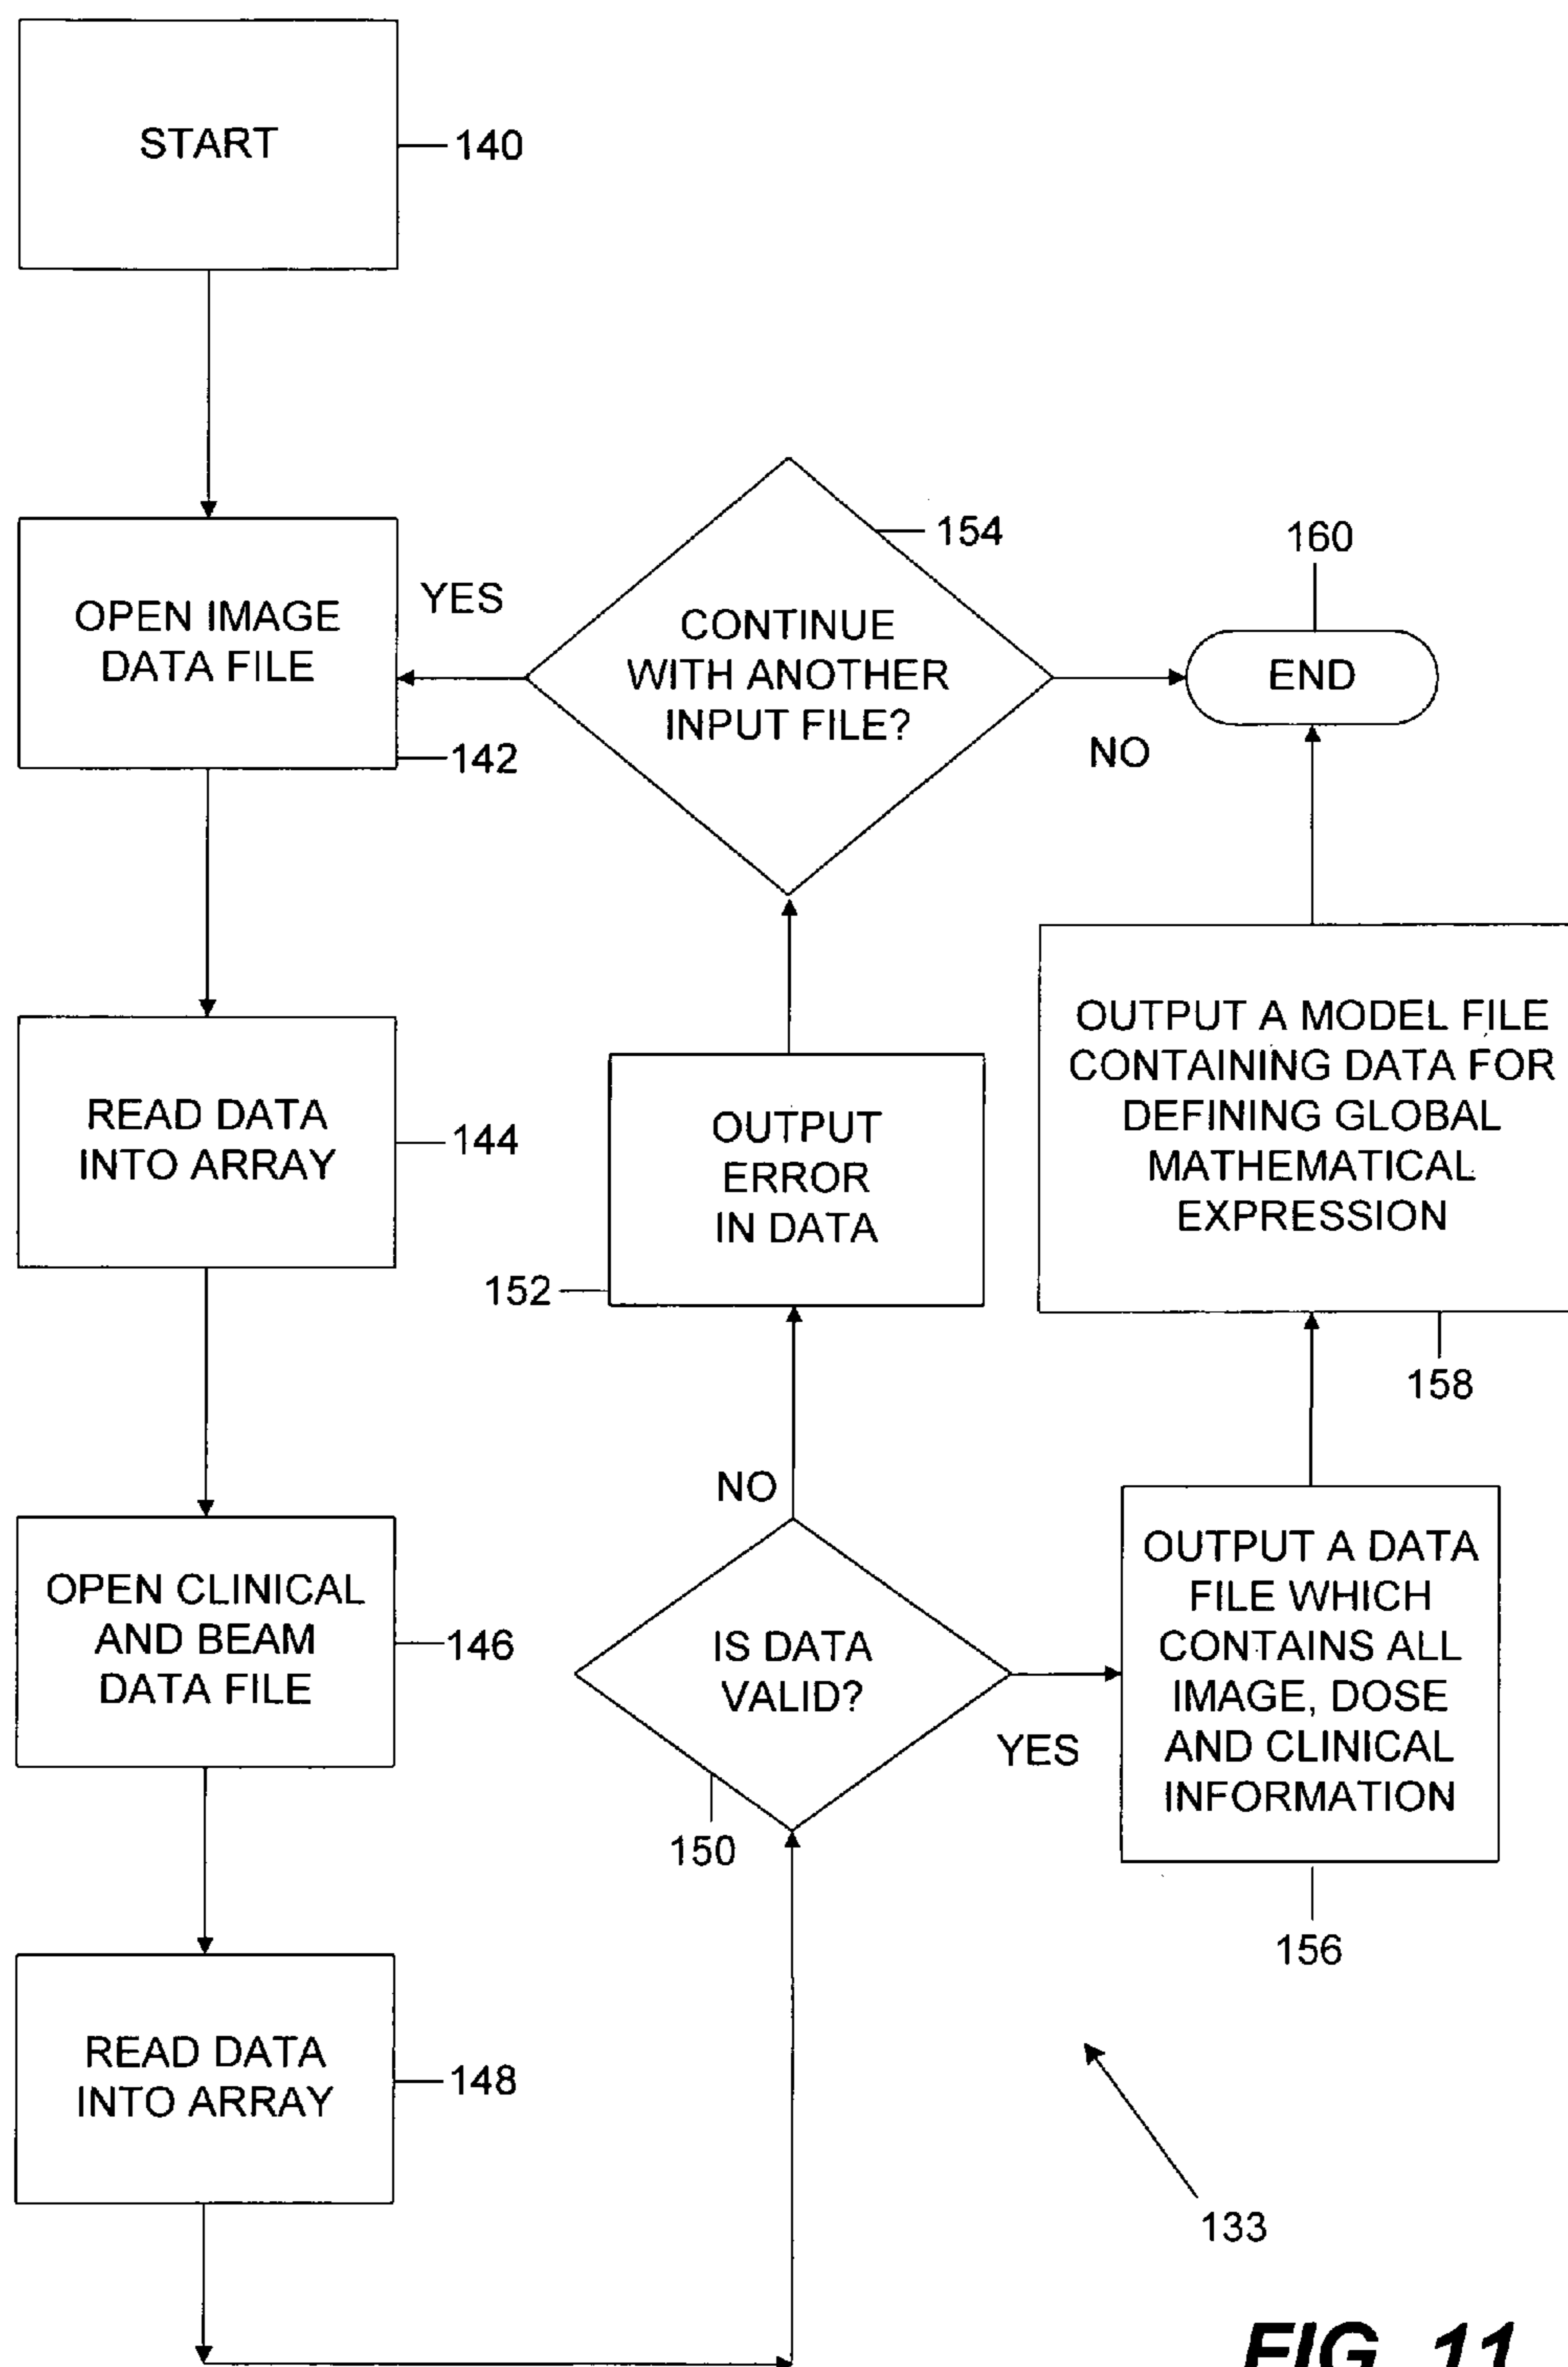 START
140
OPEN IMAGE
DATA FILE
142
YES
CONTINUE
WITH ANOTHER
INPUT FILE?
154
160
END
NO
READ DATA
INTO ARRAY
144
OUTPUT
ERROR
IN DATA
152
OUTPUT A MODEL FILE
CONTAINING DATA FOR
DEFINING GLOBAL
MATHEMATICAL
EXPRESSION
158
OPEN CLINICAL
AND BEAM
DATA FILE
146
NO
IS DATA
VALID?
150
YES
OUTPUT A DATA
FILE WHICH
CONTAINS ALL
IMAGE, DOSE
AND CLINICAL
INFORMATION
156
READ DATA
INTO ARRAY
148
133
FIG. 11